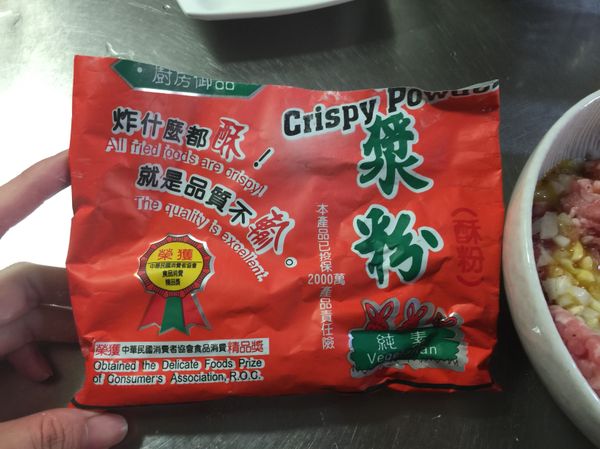 廚房御品
Crispy Powder
炸什麼都酥！
All fried foods are crispy!
就是品質不輸。
The quality is excellent.
漿粉
(酥粉)
本產品已投保
2000萬
產品責任險
榮獲
中華民國消費者協會
食品消費
精品獎
純素
Vegetarian
榮獲中華民國消費者協會食品消費精品獎
Obtained the Delicate Foods Prize
of Consumer's Association, R.O.C.